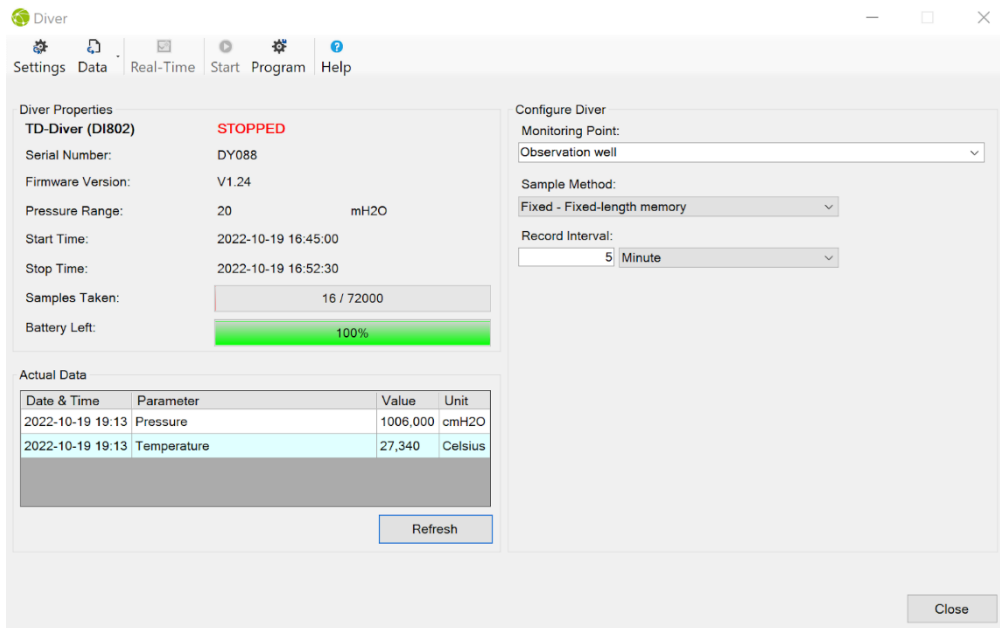 Diver
Settings Data Real-Time Start Program Help
Diver Properties
TD-Diver (DI802) STOPPED
Serial Number: DY088
Firmware Version: V1.24
Pressure Range: 20 mH2O
Start Time: 2022-10-19 16:45:00
Stop Time: 2022-10-19 16:52:30
Samples Taken: 16 / 72000
Battery Left: 100%
Actual Data
Date & Time Parameter Value Unit
2022-10-19 19:13 Pressure 1006,000 cmH2O
2022-10-19 19:13 Temperature 27,340 Celsius
Refresh
Configure Diver
Monitoring Point:
Observation well
Sample Method:
Fixed - Fixed-length memory
Record Interval:
5 Minute
Close